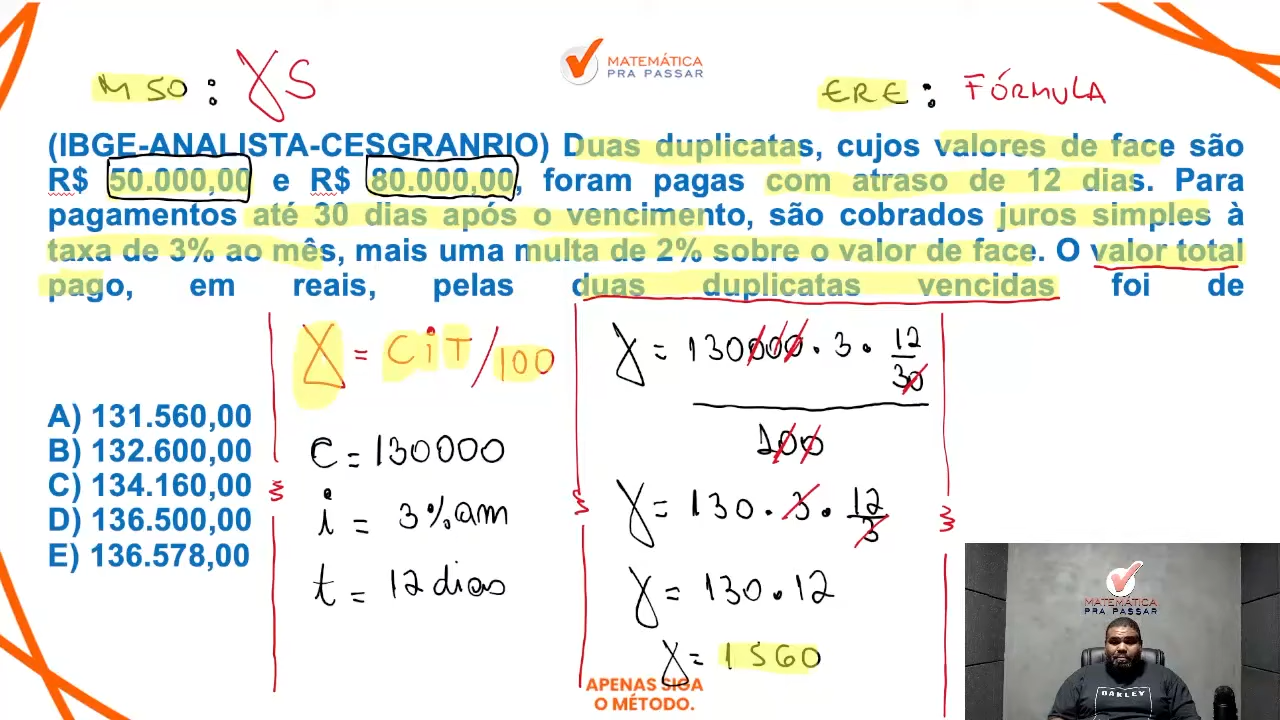 MATEMÁTICA
PRA PASSAR
M50 : JS
ERE : FÓRMULA
(IBGE-ANALISTA-CESGRANRIO) Duas duplicatas, cujos valores de face são
R$ 50.000,00 e R$ 80.000,00, foram pagas com atraso de 12 dias. Para
pagamentos até 30 dias após o vencimento, são cobrados juros simples à
taxa de 3% ao mês, mais uma multa de 2% sobre o valor de face. O valor total
pago, em reais, pelas duas duplicatas vencidas foi de
A) 131.560,00
B) 132.600,00
C) 134.160,00
D) 136.500,00
E) 136.578,00
J = CiT/100
C = 130000
i = 3% am
t = 12 dias
J = 130000 . 3 . 12/30
100
J = 130 . 3 . 12/3
J = 130 . 12
J = 1560
APENAS SIGA
O MÉTODO.
MATEMÁTICA
PRA PASSAR
OAKLEY